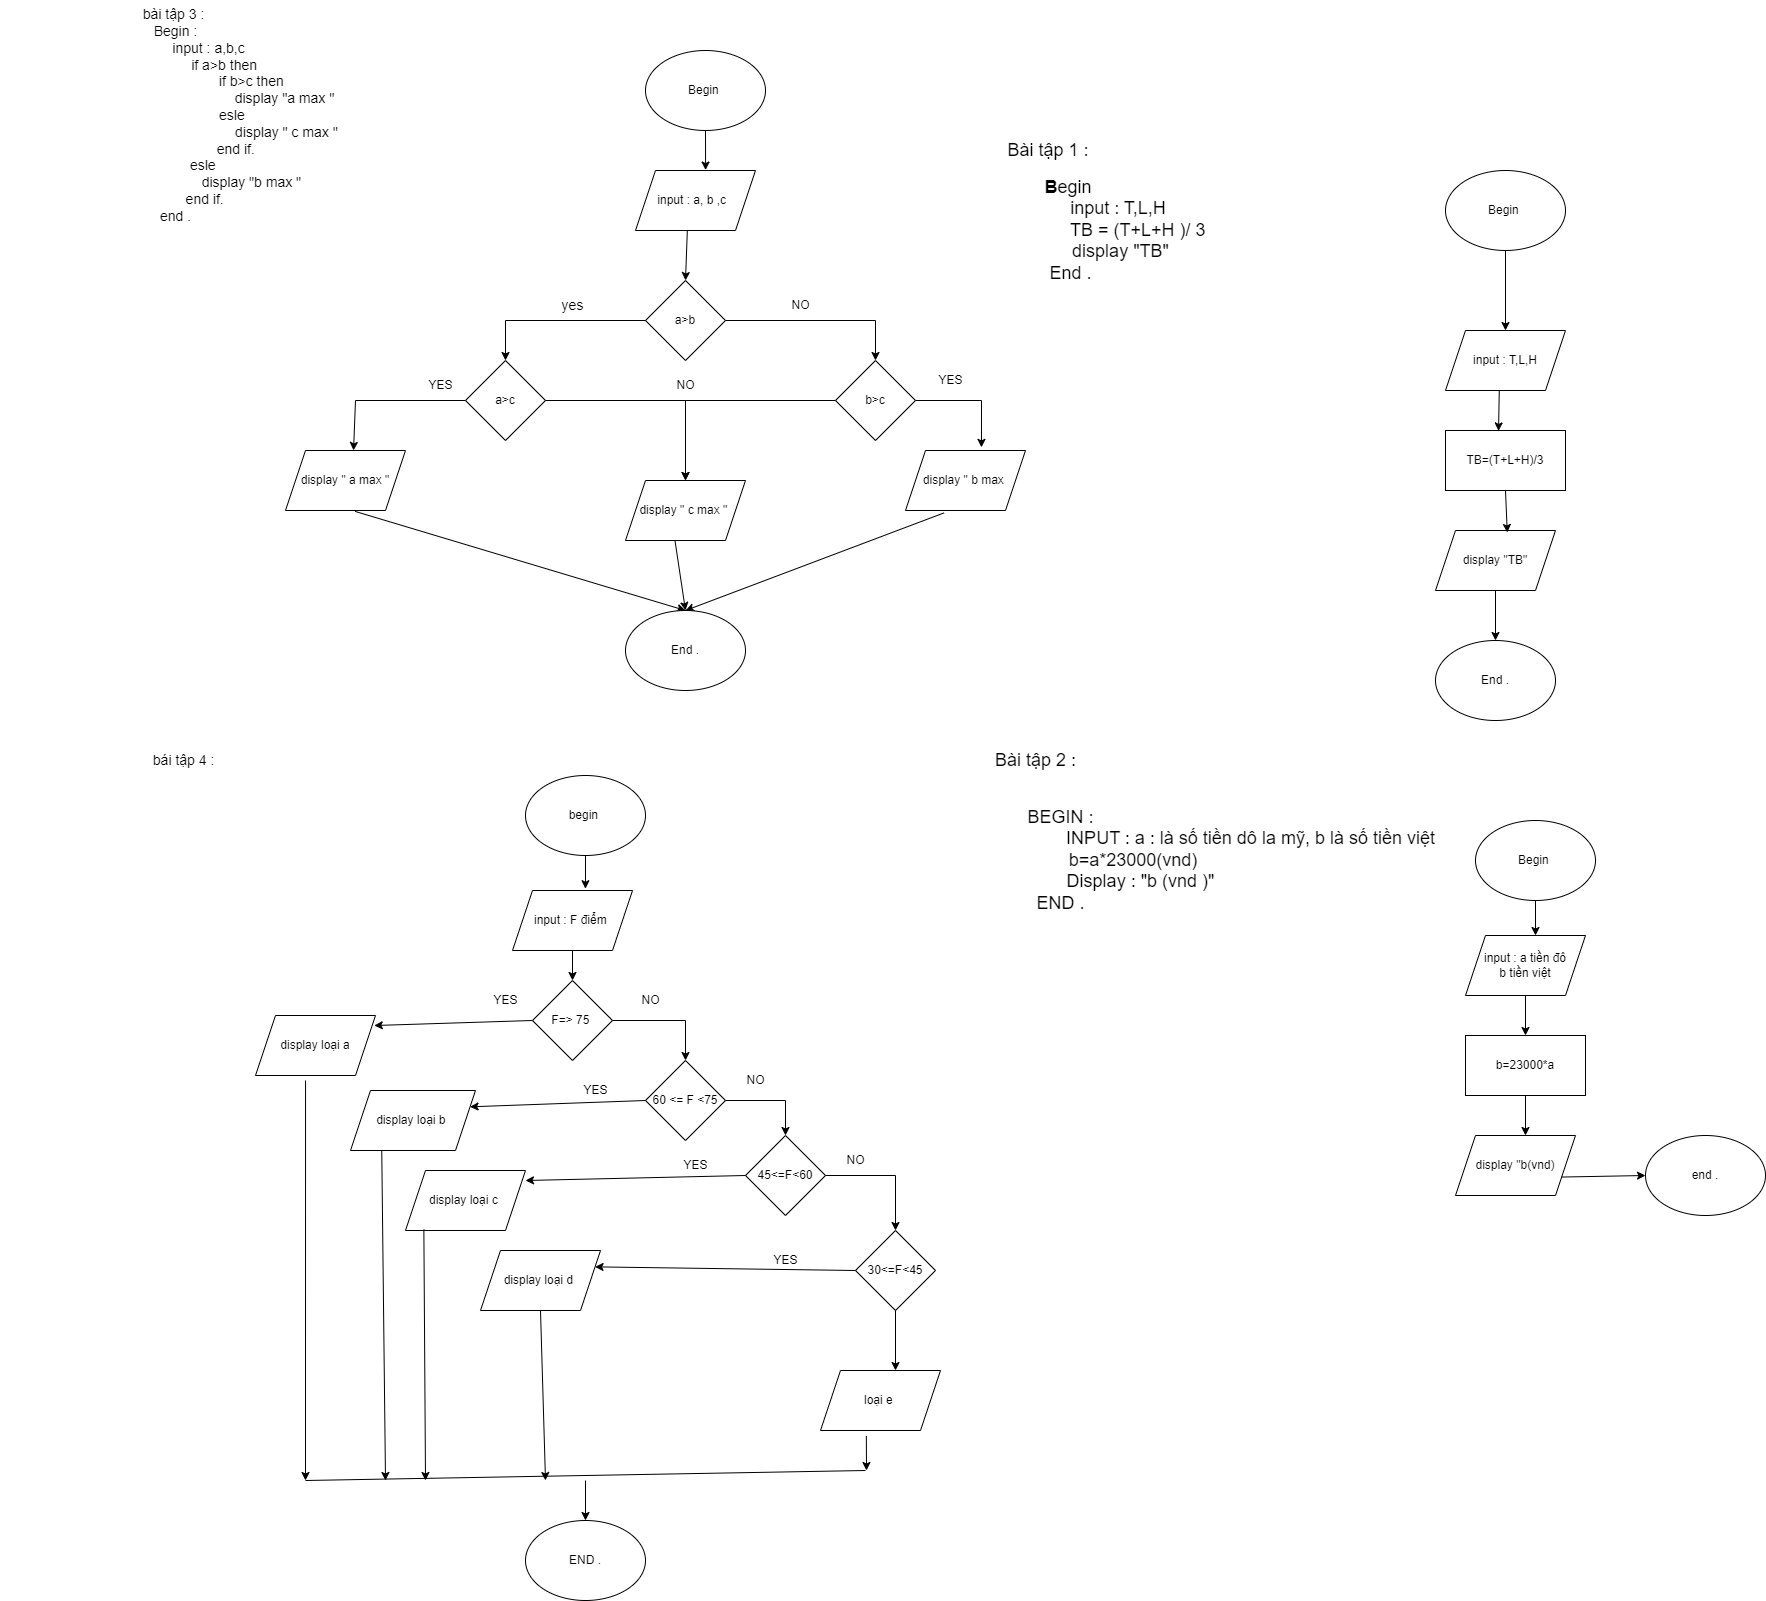 bài tập 3 :
Begin :
input : a,b,c
if a>b then
if b>c then
display "a max "
esle
display " c max "
end if.
esle
display "b max "
end if.
end .
Begin
input : a, b ,c
a>b
yes
NO
a>c
YES
NO
b>c
YES
display " a max "
display " c max "
display " b max
End .
Bài tập 1 :
Begin
input : T,L,H
TB = (T+L+H )/ 3
display "TB"
End .
Begin
input : T,L,H
TB=(T+L+H)/3
display "TB"
End .
bái tập 4 :
begin
input : F điểm
F=> 75
YES
NO
display loại a
60 <= F <75
YES
NO
display loại b
45<=F<60
YES
NO
display loại c
30<=F<45
YES
display loại d
loại e
END .
Bài tập 2 :
BEGIN :
INPUT : a : là số tiền dô la mỹ, b là số tiền việt
b=a*23000(vnd)
Display : "b (vnd )"
END .
Begin
input : a tiền đô
b tiền việt
b=23000*a
display "b(vnd)
end .